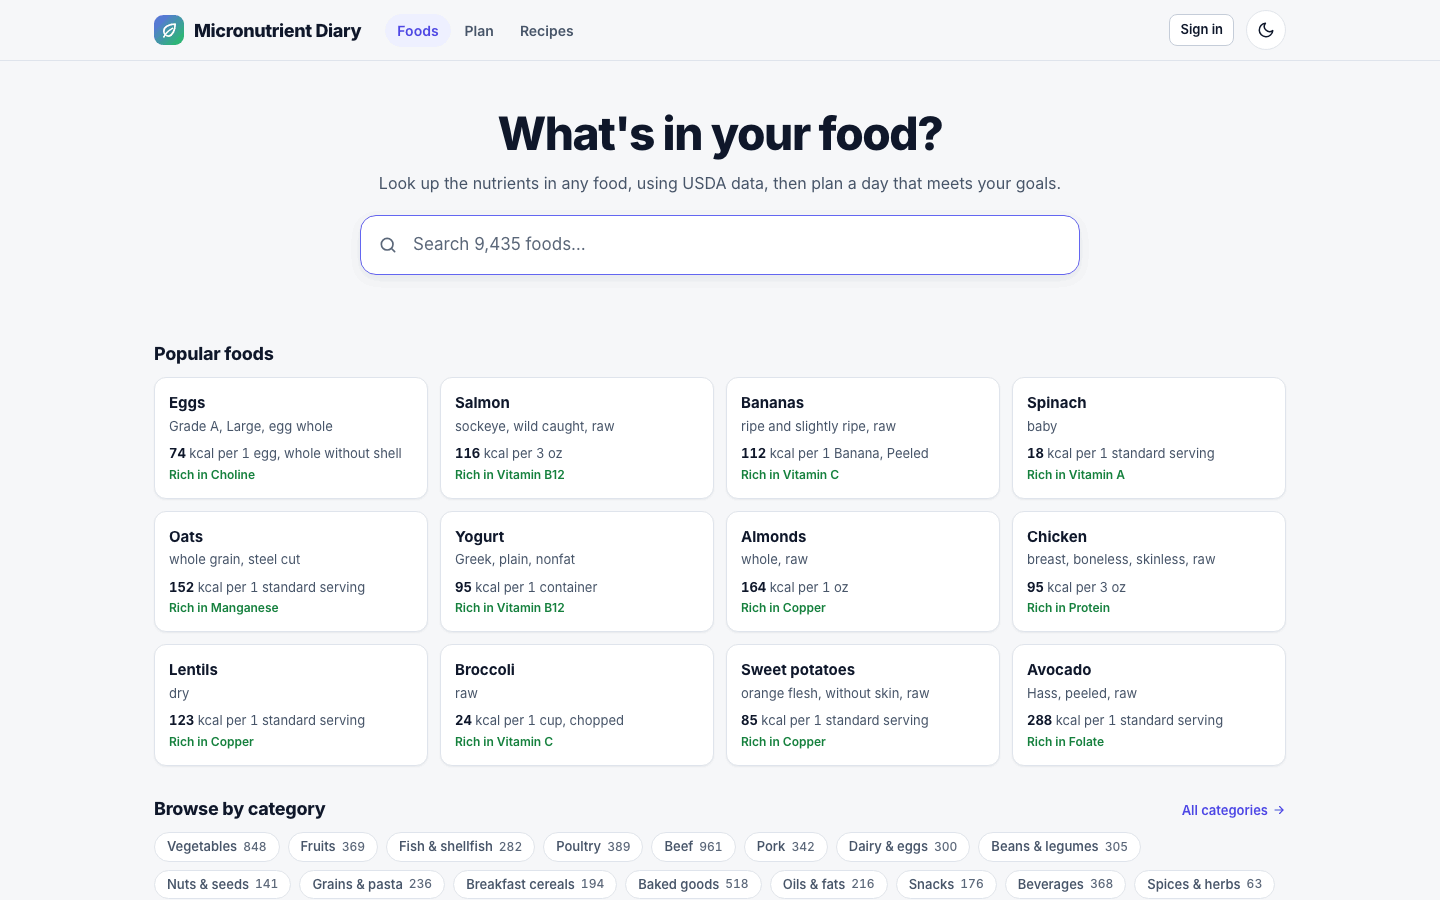 Micronutrient Diary
Foods
Plan
Recipes
Sign in
What's in your food?
Look up the nutrients in any food, using USDA data, then plan a day that meets your goals.
Search 9,435 foods...
Popular foods
Eggs
Grade A, Large, egg whole
74 kcal per 1 egg, whole without shell
Rich in Choline
Salmon
sockeye, wild caught, raw
116 kcal per 3 oz
Rich in Vitamin B12
Bananas
ripe and slightly ripe, raw
112 kcal per 1 Banana, Peeled
Rich in Vitamin C
Spinach
baby
18 kcal per 1 standard serving
Rich in Vitamin A
Oats
whole grain, steel cut
152 kcal per 1 standard serving
Rich in Manganese
Yogurt
Greek, plain, nonfat
95 kcal per 1 container
Rich in Vitamin B12
Almonds
whole, raw
164 kcal per 1 oz
Rich in Copper
Chicken
breast, boneless, skinless, raw
95 kcal per 3 oz
Rich in Protein
Lentils
dry
123 kcal per 1 standard serving
Rich in Copper
Broccoli
raw
24 kcal per 1 cup, chopped
Rich in Vitamin C
Sweet potatoes
orange flesh, without skin, raw
85 kcal per 1 standard serving
Rich in Copper
Avocado
Hass, peeled, raw
288 kcal per 1 standard serving
Rich in Folate
Browse by category
All categories →
Vegetables 848
Fruits 369
Fish & shellfish 282
Poultry 389
Beef 961
Pork 342
Dairy & eggs 300
Beans & legumes 305
Nuts & seeds 141
Grains & pasta 236
Breakfast cereals 194
Baked goods 518
Oils & fats 216
Snacks 176
Beverages 368
Spices & herbs 63